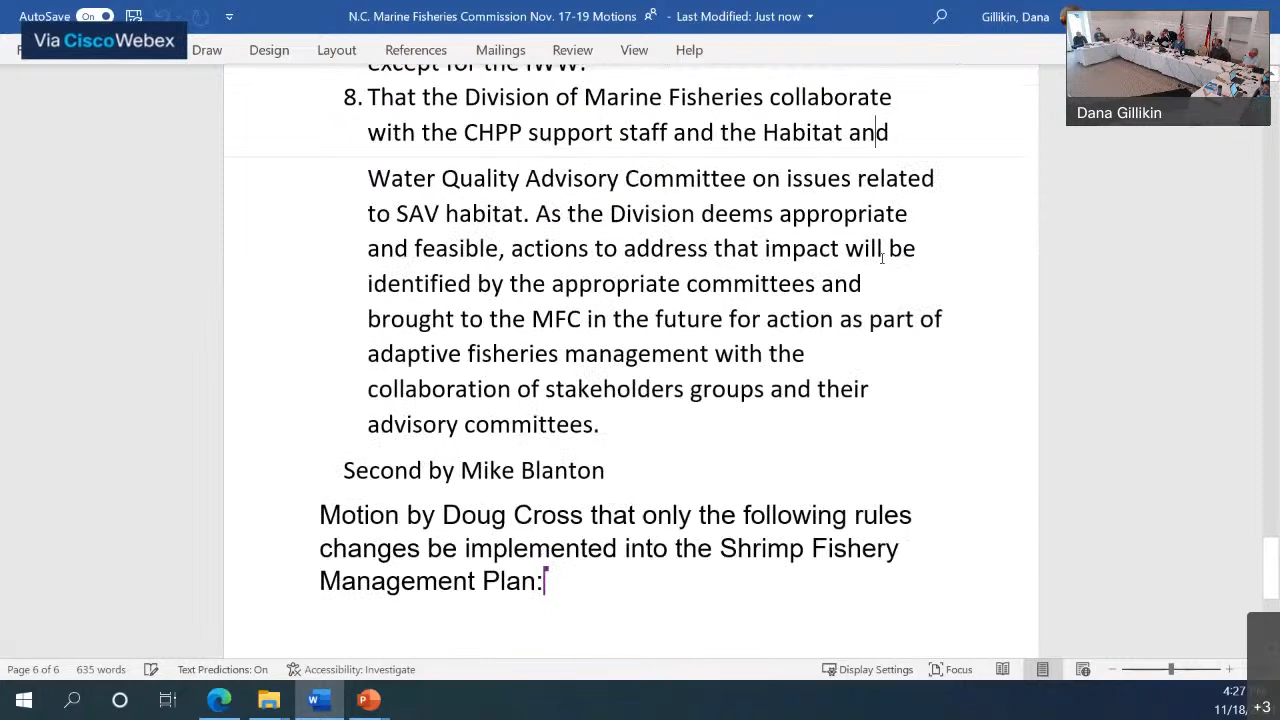 AutoSave
On
N.C. Marine Fisheries Commission Nov. 17-19 Motions
- Last Modified: Just now
Gillikin, Dana
Via CiscoWebex
Draw
Design
Layout
References
Mailings
Review
View
Help
Dana Gillikin
except for the IWW.
8. That the Division of Marine Fisheries collaborate
with the CHPP support staff and the Habitat and
Water Quality Advisory Committee on issues related
to SAV habitat. As the Division deems appropriate
and feasible, actions to address that impact will be
identified by the appropriate committees and
brought to the MFC in the future for action as part of
adaptive fisheries management with the
collaboration of stakeholders groups and their
advisory committees.
Second by Mike Blanton
Motion by Doug Cross that only the following rules
changes be implemented into the Shrimp Fishery
Management Plan:
Page 6 of 6
635 words
Text Predictions: On
Accessibility: Investigate
Display Settings
Focus
4:27
11/18/
+3